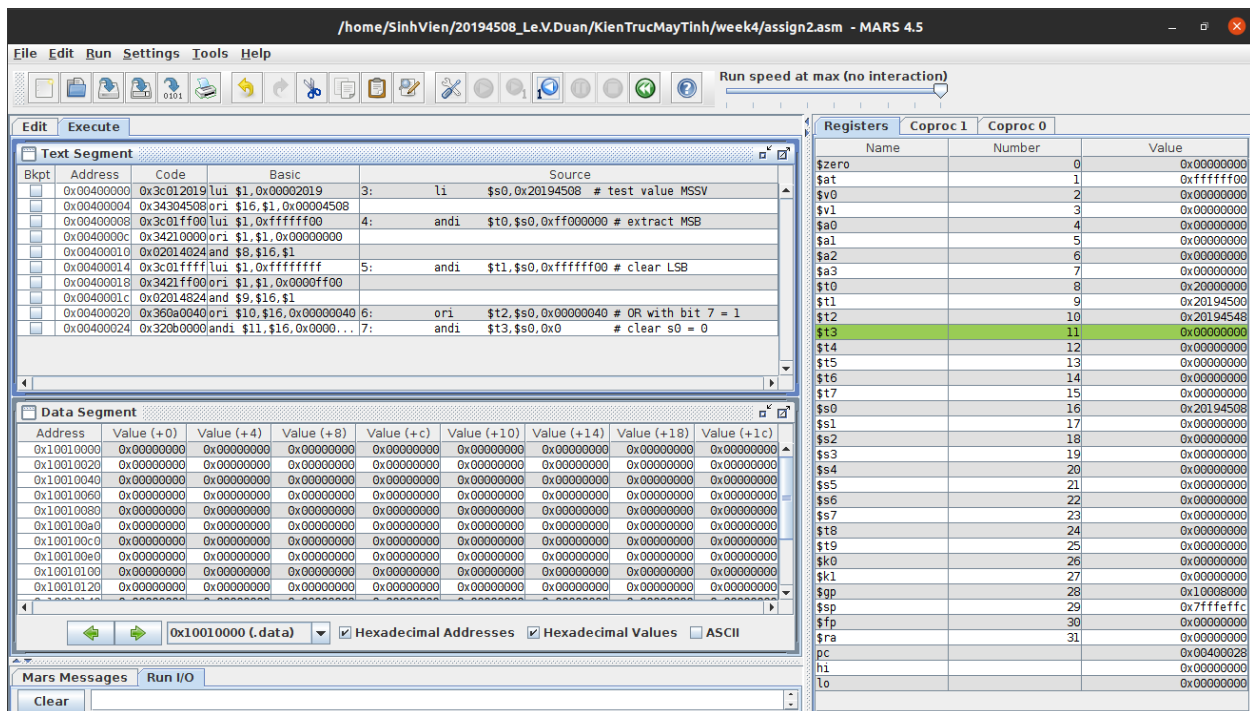 /home/SinhVien/20194508_Le.V.Duan/KienTrucMayTinh/week4/assign2.asm - MARS 4.5
File Edit Run Settings Tools Help
Run speed at max (no interaction)
Edit Execute
Text Segment
Bkpt Address Code Basic Source
0x00400000 0x3c012019 lui $1,0x00002019 3: li $s0,0x20194508 # test value MSSV
0x00400004 0x34304508 ori $16,$1,0x00004508
0x00400008 0x3c01ff00 lui $1,0xffffff00 4: andi $t0,$s0,0xff000000 # extract MSB
0x0040000c 0x34210000 ori $1,$1,0x00000000
0x00400010 0x02014024 and $8,$16,$1
0x00400014 0x3c01ffff lui $1,0xffffffff 5: andi $t1,$s0,0xffffff00 # clear LSB
0x00400018 0x3421ff00 ori $1,$1,0x0000ff00
0x0040001c 0x02014824 and $9,$16,$1
0x00400020 0x360a0040 ori $10,$16,0x00000040 6: ori $t2,$s0,0x00000040 # OR with bit 7 = 1
0x00400024 0x320b0000 andi $11,$16,0x0000... 7: andi $t3,$s0,0x0 # clear s0 = 0
Data Segment
Address Value (+0) Value (+4) Value (+8) Value (+c) Value (+10) Value (+14) Value (+18) Value (+1c)
0x10010000 0x00000000 0x00000000 0x00000000 0x00000000 0x00000000 0x00000000 0x00000000 0x00000000
0x10010020 0x00000000 0x00000000 0x00000000 0x00000000 0x00000000 0x00000000 0x00000000 0x00000000
0x10010040 0x00000000 0x00000000 0x00000000 0x00000000 0x00000000 0x00000000 0x00000000 0x00000000
0x10010060 0x00000000 0x00000000 0x00000000 0x00000000 0x00000000 0x00000000 0x00000000 0x00000000
0x10010080 0x00000000 0x00000000 0x00000000 0x00000000 0x00000000 0x00000000 0x00000000 0x00000000
0x100100a0 0x00000000 0x00000000 0x00000000 0x00000000 0x00000000 0x00000000 0x00000000 0x00000000
0x100100c0 0x00000000 0x00000000 0x00000000 0x00000000 0x00000000 0x00000000 0x00000000 0x00000000
0x100100e0 0x00000000 0x00000000 0x00000000 0x00000000 0x00000000 0x00000000 0x00000000 0x00000000
0x10010100 0x00000000 0x00000000 0x00000000 0x00000000 0x00000000 0x00000000 0x00000000 0x00000000
0x10010120 0x00000000 0x00000000 0x00000000 0x00000000 0x00000000 0x00000000 0x00000000 0x00000000
0x10010000 (.data) Hexadecimal Addresses Hexadecimal Values ASCII
Mars Messages Run I/O
Clear
Registers Coproc 1 Coproc 0
Name Number Value
$zero 0 0x00000000
$at 1 0xffffff00
$v0 2 0x00000000
$v1 3 0x00000000
$a0 4 0x00000000
$a1 5 0x00000000
$a2 6 0x00000000
$a3 7 0x00000000
$t0 8 0x20000000
$t1 9 0x20194500
$t2 10 0x20194548
$t3 11 0x00000000
$t4 12 0x00000000
$t5 13 0x00000000
$t6 14 0x00000000
$t7 15 0x00000000
$s0 16 0x20194508
$s1 17 0x00000000
$s2 18 0x00000000
$s3 19 0x00000000
$s4 20 0x00000000
$s5 21 0x00000000
$s6 22 0x00000000
$s7 23 0x00000000
$t8 24 0x00000000
$t9 25 0x00000000
$k0 26 0x00000000
$k1 27 0x00000000
$gp 28 0x10008000
$sp 29 0x7fffeffc
$fp 30 0x00000000
$ra 31 0x00000000
pc 0x00400028
hi 0x00000000
lo 0x00000000